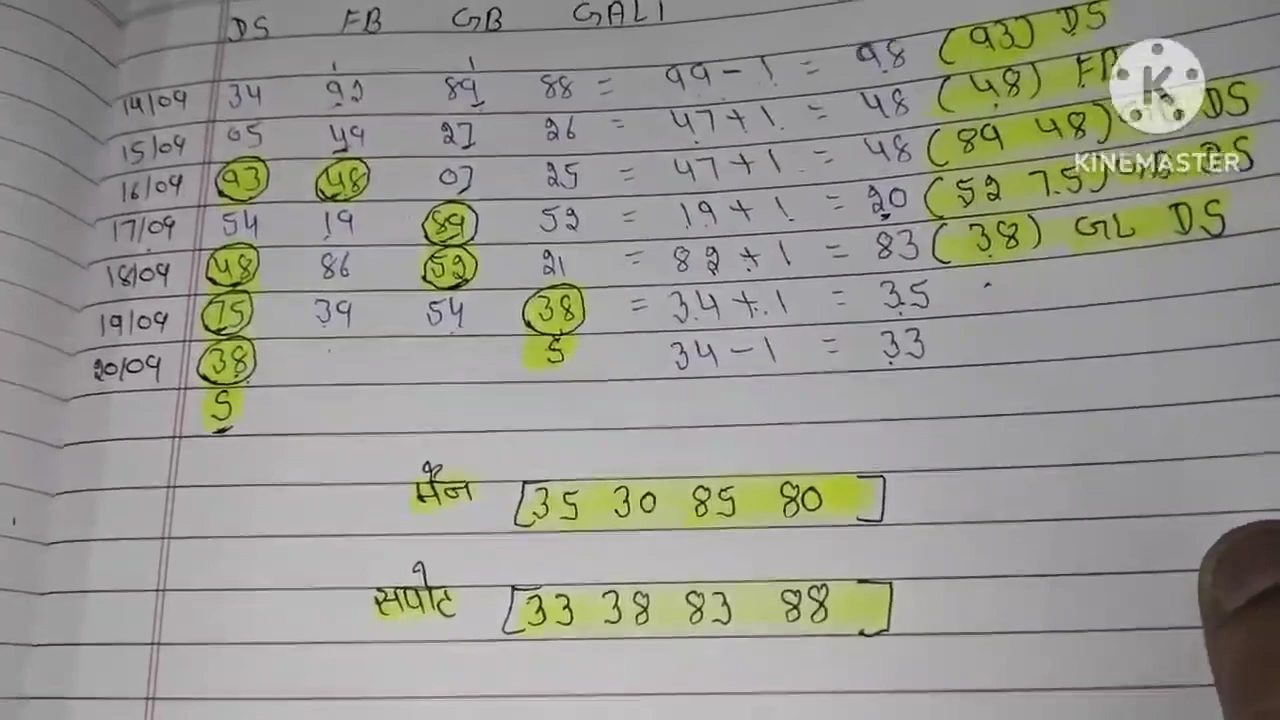 DS FB GB GALI
14/09 34 92 89 88 = 99 - 1 = 98 (93) DS
15/09 05 49 27 26 = 47 + 1 = 48 (48) FB
16/09 93 48 07 25 = 47 + 1 = 48 (89 48) DS
17/09 54 19 89 52 = 19 + 1 = 20 (52 7.5) DS
18/09 48 86 52 21 = 82 + 1 = 83 (38) GL DS
19/09 75 39 54 38 = 34 + 1 = 35
20/09 38 5 34 - 1 = 33
5
मैंन [35 30 85 80]
सपोट [33 38 83 88]
K
KINEMASTER